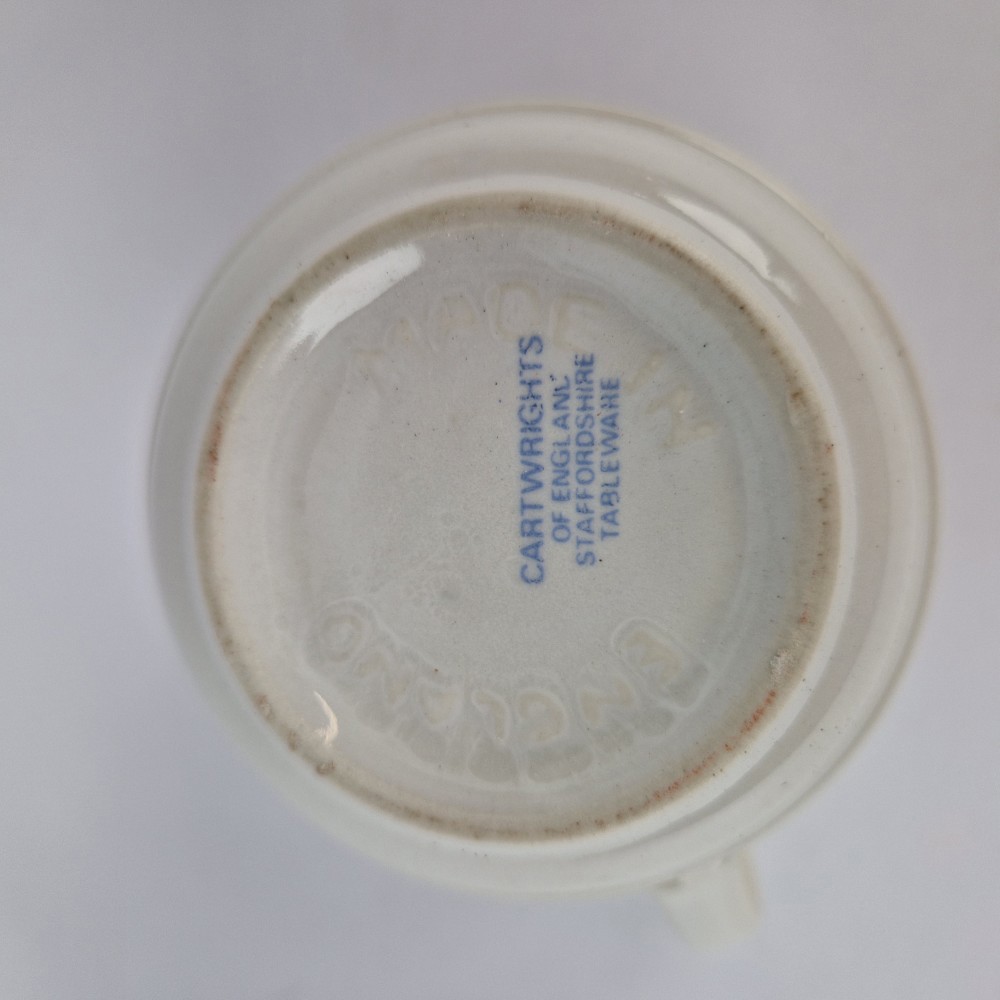 MADE IN
CARTWRIGHTS
OF ENGLAND
STAFFORDSHIRE
TABLEWARE
ENGLAND